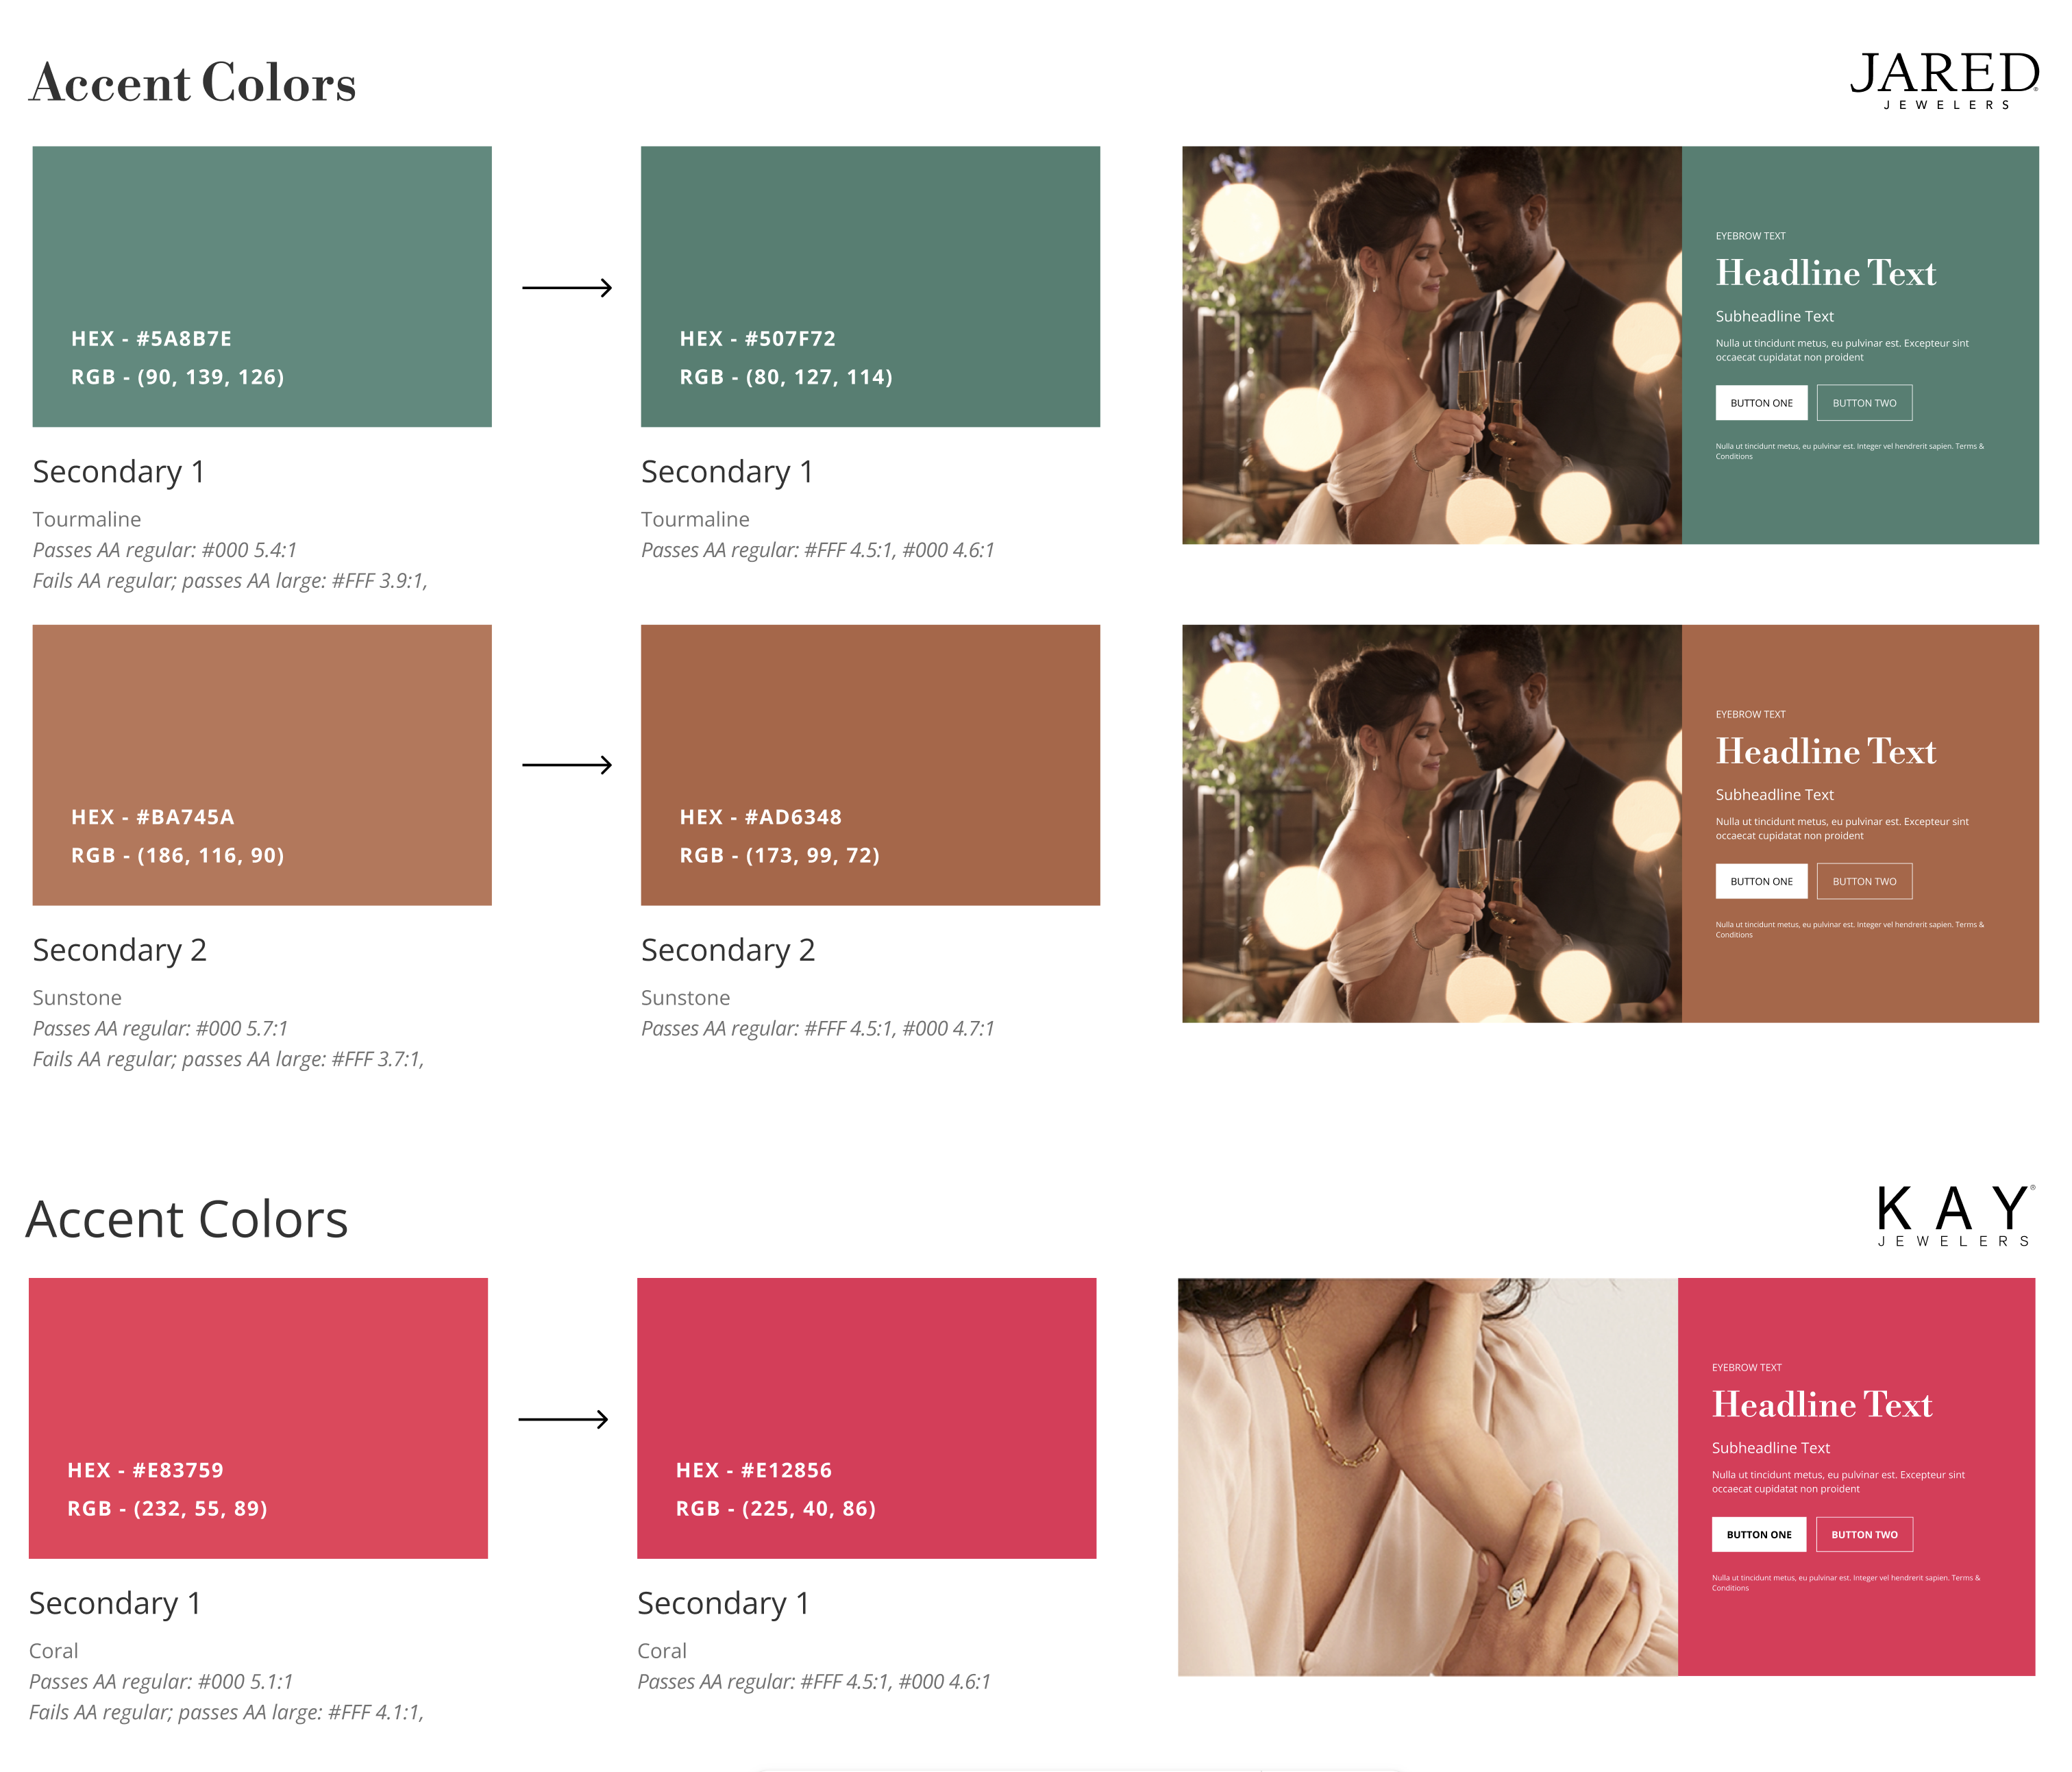 Accent Colors
JARED
JEWELERS
HEX - #5A8B7E
RGB - (90, 139, 126)
Secondary 1
Tourmaline
Passes AA regular: #000 5.4:1
Fails AA regular; passes AA large: #FFF 3.9:1,
HEX - #507F72
RGB - (80, 127, 114)
Secondary 1
Tourmaline
Passes AA regular: #FFF 4.5:1, #000 4.6:1
EYEBROW TEXT
Headline Text
Subheadline Text
Nulla ut tincidunt metus, eu pulvinar est. Excepteur sint
occaecat cupidatat non proident
BUTTON ONE
BUTTON TWO
Nulla ut tincidunt metus, eu pulvinar est. Integer vel hendrerit sapien. Terms &
Conditions
HEX - #BA745A
RGB - (186, 116, 90)
Secondary 2
Sunstone
Passes AA regular: #000 5.7:1
Fails AA regular; passes AA large: #FFF 3.7:1,
HEX - #AD6348
RGB - (173, 99, 72)
Secondary 2
Sunstone
Passes AA regular: #FFF 4.5:1, #000 4.7:1
EYEBROW TEXT
Headline Text
Subheadline Text
Nulla ut tincidunt metus, eu pulvinar est. Excepteur sint
occaecat cupidatat non proident
BUTTON ONE
BUTTON TWO
Nulla ut tincidunt metus, eu pulvinar est. Integer vel hendrerit sapien. Terms &
Conditions
Accent Colors
KAY®
JEWELERS
HEX - #E83759
RGB - (232, 55, 89)
Secondary 1
Coral
Passes AA regular: #000 5.1:1
Fails AA regular; passes AA large: #FFF 4.1:1,
HEX - #E12856
RGB - (225, 40, 86)
Secondary 1
Coral
Passes AA regular: #FFF 4.5:1, #000 4.6:1
EYEBROW TEXT
Headline Text
Subheadline Text
Nulla ut tincidunt metus, eu pulvinar est. Excepteur sint
occaecat cupidatat non proident
BUTTON ONE
BUTTON TWO
Nulla ut tincidunt metus, eu pulvinar est. Integer vel hendrerit sapien. Terms &
Conditions